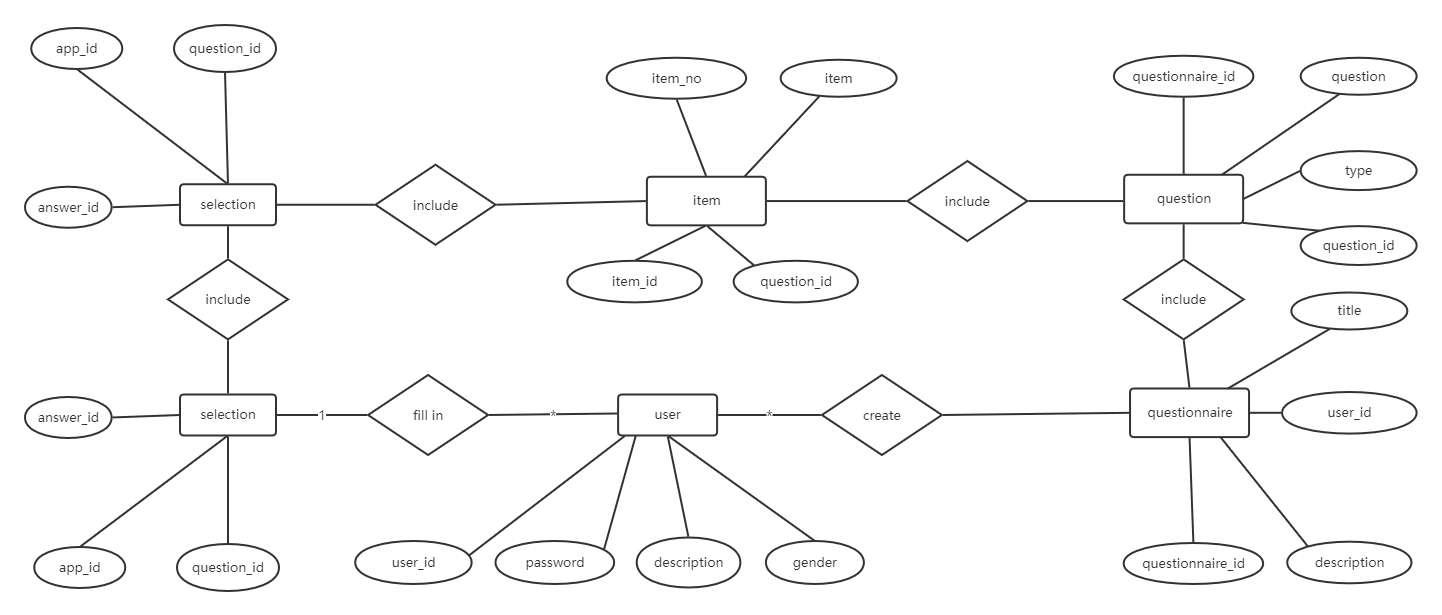 app_id
question_id
item_no
item
questionnaire_id
question
type
answer_id
selection
include
item
include
question
question_id
item_id
question_id
include
include
title
answer_id
selection
1
fill in
*
user
*
create
questionnaire
user_id
app_id
question_id
user_id
password
description
gender
questionnaire_id
description